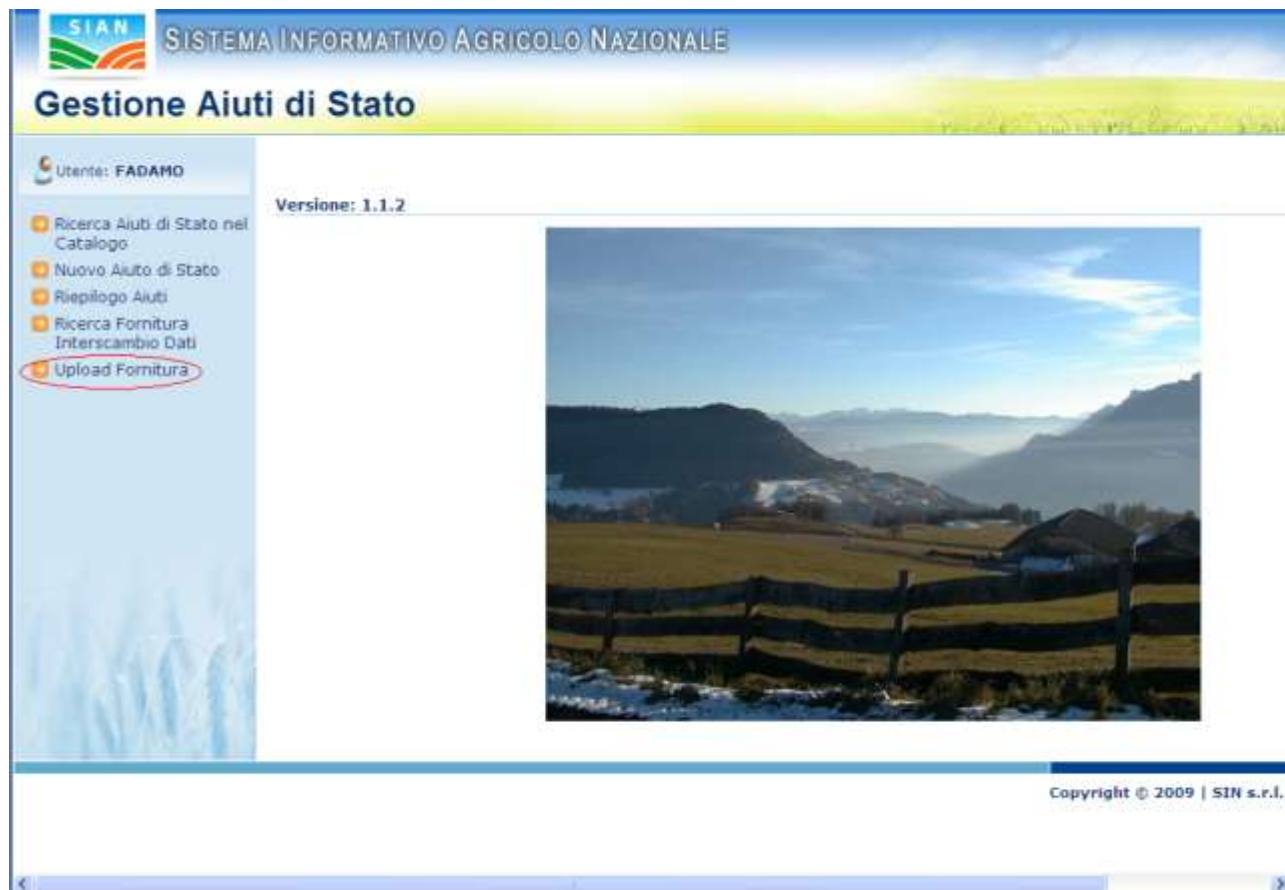 SIAN
SISTEMA INFORMATIVO AGRICOLO NAZIONALE
Gestione Aiuti di Stato
Utente: FADAMO
Ricerca Aiuti di Stato nel
Catalogo
Nuovo Aiuto di Stato
Riepilogo Aiuti
Ricerca Fornitura
Interscambio Dati
Upload Fornitura
Versione: 1.1.2
Copyright © 2009 | SIN s.r.l.